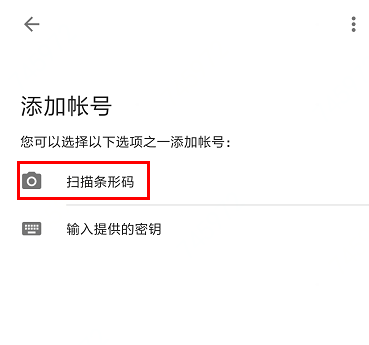 添加帐号
您可以选择以下选项之一添加帐号：
扫描条形码
输入提供的密钥